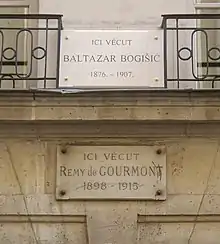 ICI VÉCUT
BALTAZAR BOGIŠIĆ
1876 - 1907.
ICI VÉCUT
REMY de GOURMONT
1898 - 1915